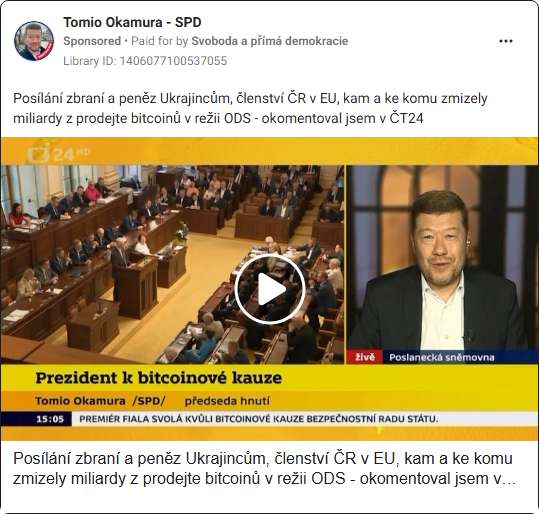 Tomio Okamura - SPD
Sponsored • Paid for by Svoboda a přímá demokracie
Library ID: 1406077100537055
Posílání zbraní a peněz Ukrajincům, členství ČR v EU, kam a ke komu zmizely
miliardy z prodejte bitcoinů v režii ODS - okomentoval jsem v ČT24
24 HD
živě Poslanecká sněmovna
Prezident k bitcoinové kauze
Tomio Okamura /SPD/ předseda hnutí
15:05 PREMIÉR FIALA SVOLÁ KVŮLI BITCOINOVÉ KAUZE BEZPEČNOSTNÍ RADU STÁTU.
Posílání zbraní a peněz Ukrajincům, členství ČR v EU, kam a ke komu
zmizely miliardy z prodejte bitcoinů v režii ODS - okomentoval jsem v…